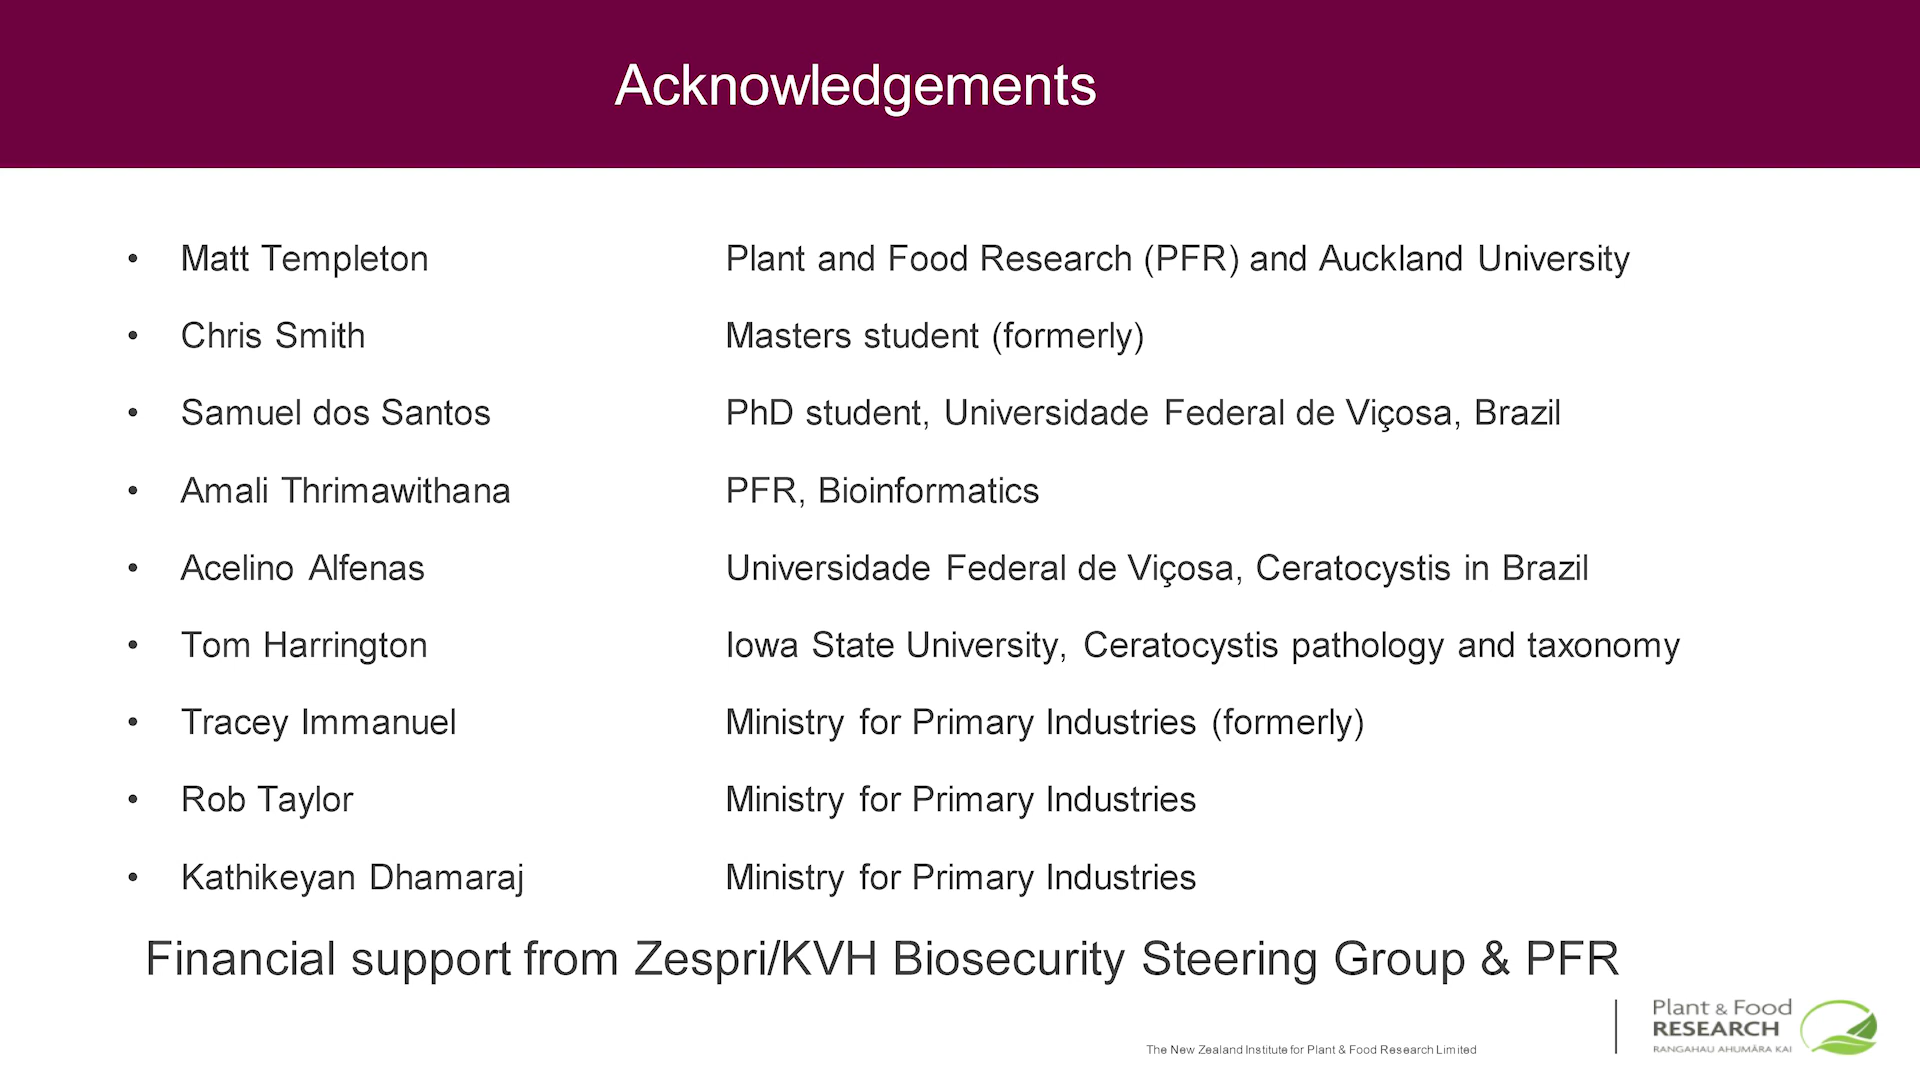 Acknowledgements
• Matt Templeton Plant and Food Research (PFR) and Auckland University
• Chris Smith Masters student (formerly)
• Samuel dos Santos PhD student, Universidade Federal de Viçosa, Brazil
• Amali Thrimawithana PFR, Bioinformatics
• Acelino Alfenas Universidade Federal de Viçosa, Ceratocystis in Brazil
• Tom Harrington Iowa State University, Ceratocystis pathology and taxonomy
• Tracey Immanuel Ministry for Primary Industries (formerly)
• Rob Taylor Ministry for Primary Industries
• Kathikeyan Dhamaraj Ministry for Primary Industries
Financial support from Zespri/KVH Biosecurity Steering Group & PFR
The New Zealand Institute for Plant & Food Research Limited
Plant & Food
RESEARCH
RANGAHAU AHUMĀRA KAI